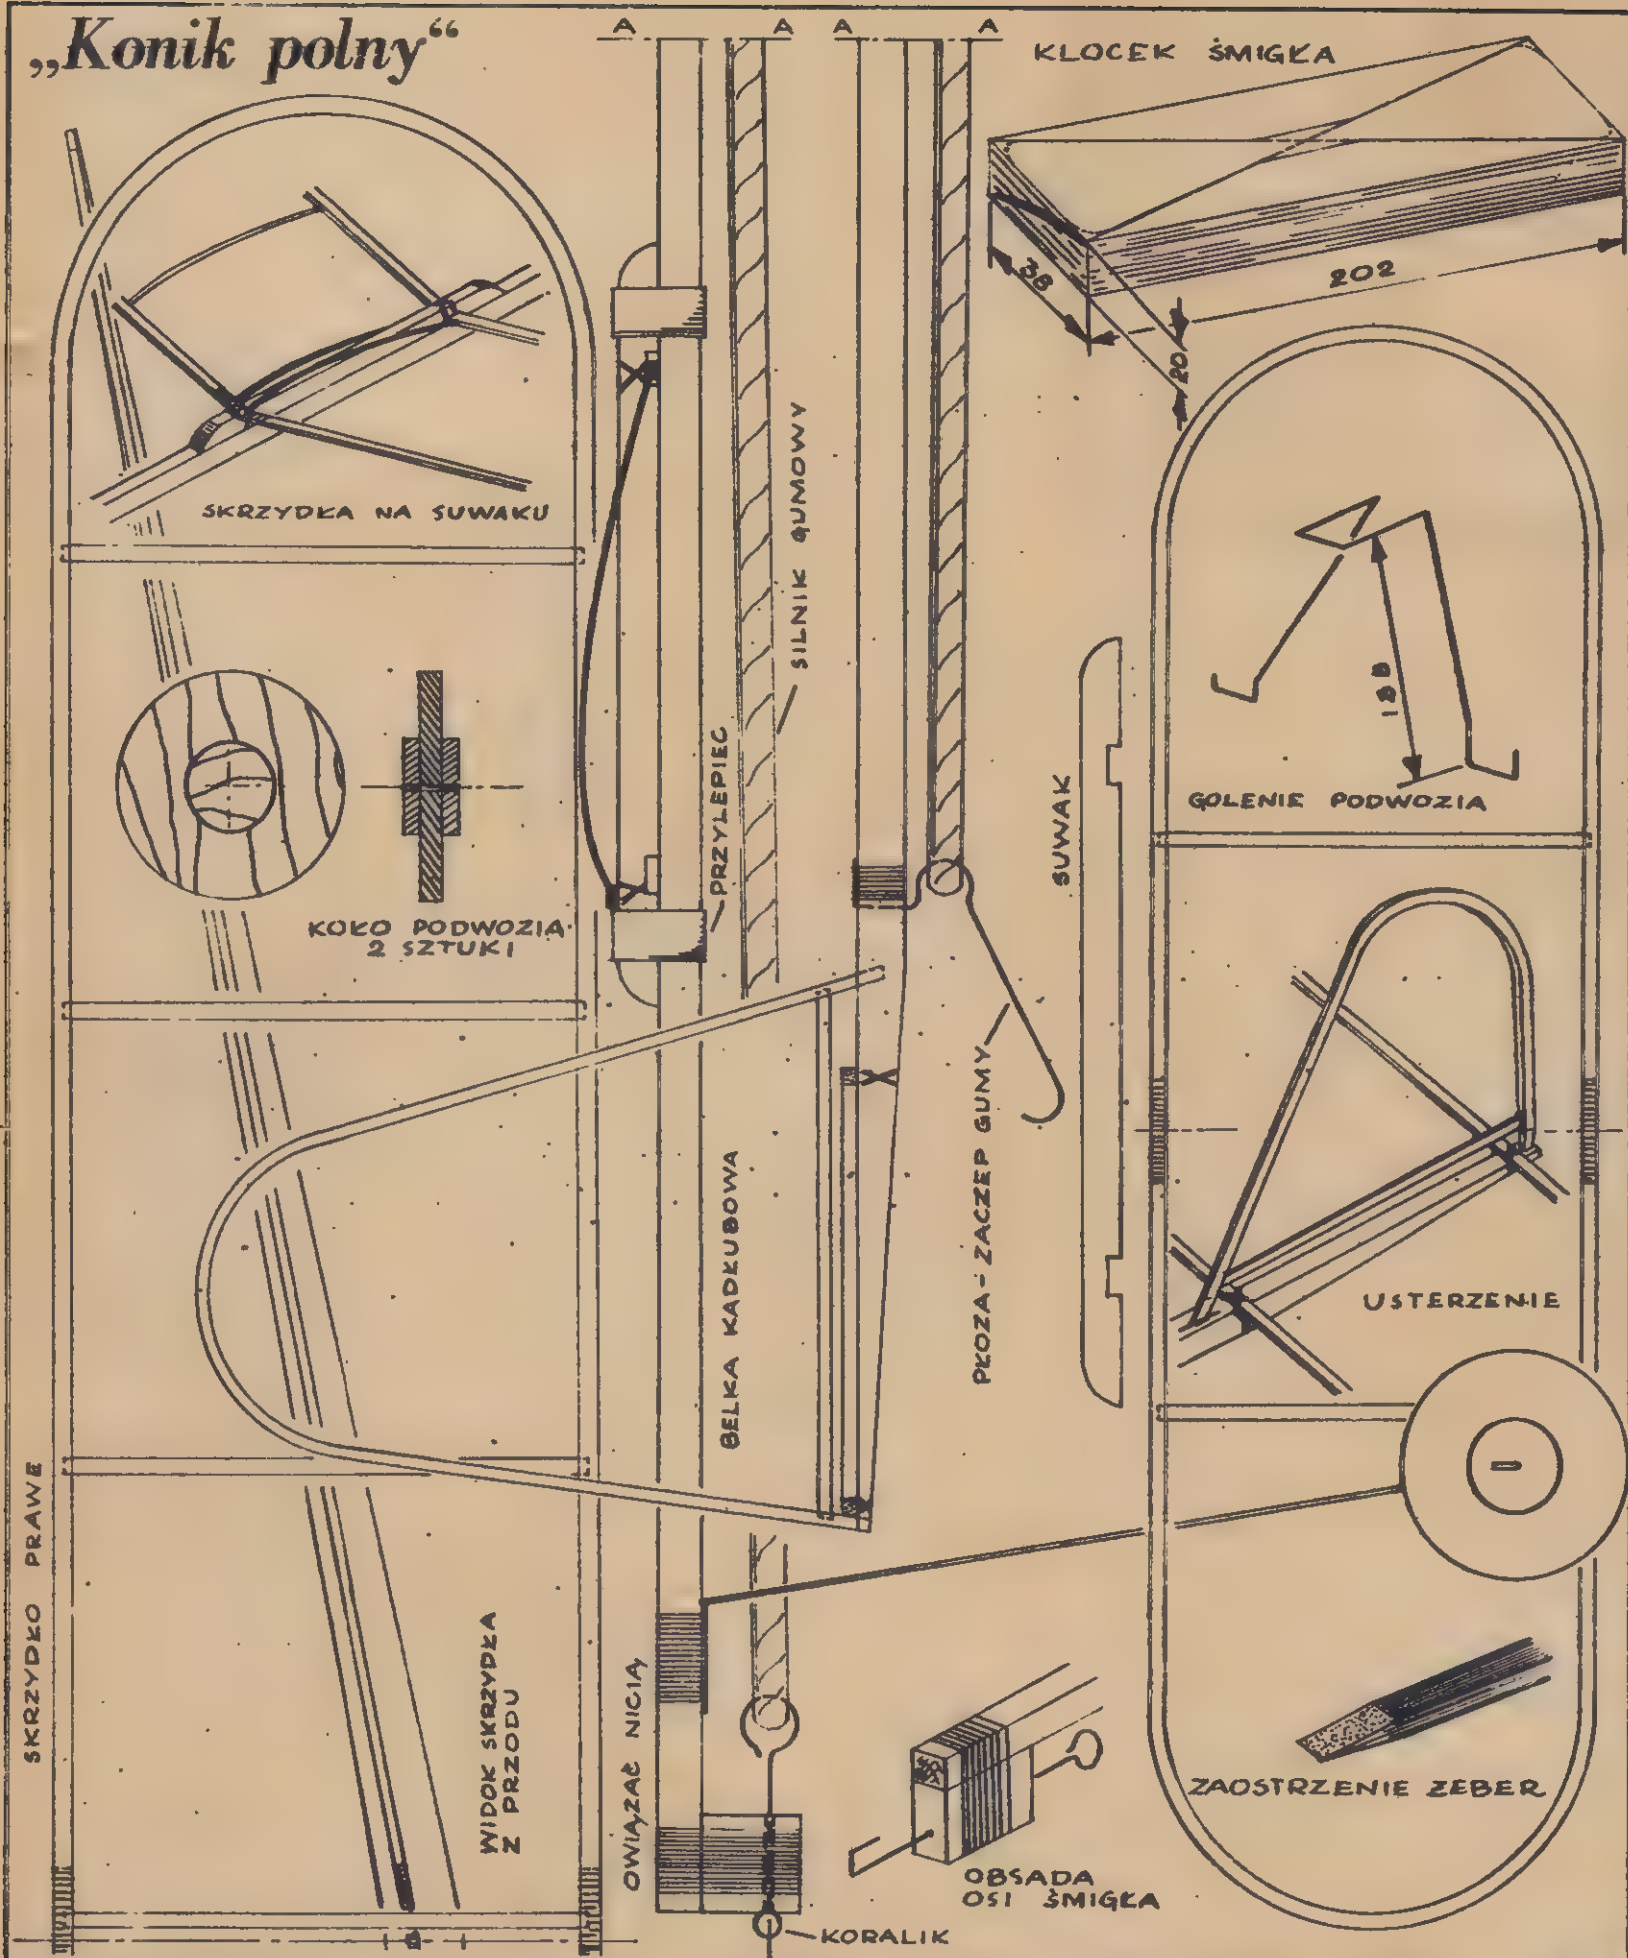 „Konik polny“
A
A
A
A
KLOCEK ŚMIGŁA
38
202
20
SKRZYDŁA NA SUWAKU
SILNIK GUMOWY
188
GOLENIE PODWOZIA
SUWAK
PRZYLEPIEC
KOŁO PODWOZIA
2 SZTUKI
PŁOZA-ZACZEP GUMY
BELKA KADŁUBOWA
USTERZENIE
SKRZYDŁO PRAWE
WIDOK SKRZYDŁA
Z PRZODU
OWIĄZAĆ NICIĄ
ZAOSTRZENIE ŻEBER
OBSADA
OSI ŚMIGŁA
KORALIK